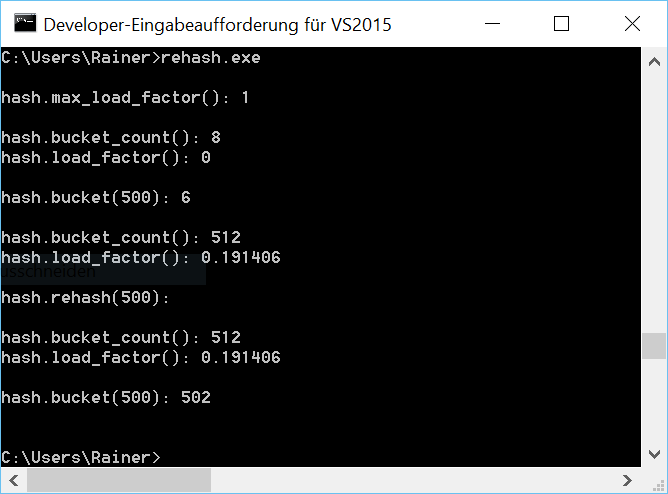 Developer-Eingabeaufforderung für VS2015
C:\Users\Rainer>rehash.exe
hash.max_load_factor(): 1
hash.bucket_count(): 8
hash.load_factor(): 0
hash.bucket(500): 6
hash.bucket_count(): 512
hash.load_factor(): 0.191406
usschneiden
hash.rehash(500):
hash.bucket_count(): 512
hash.load_factor(): 0.191406
hash.bucket(500): 502
C:\Users\Rainer>